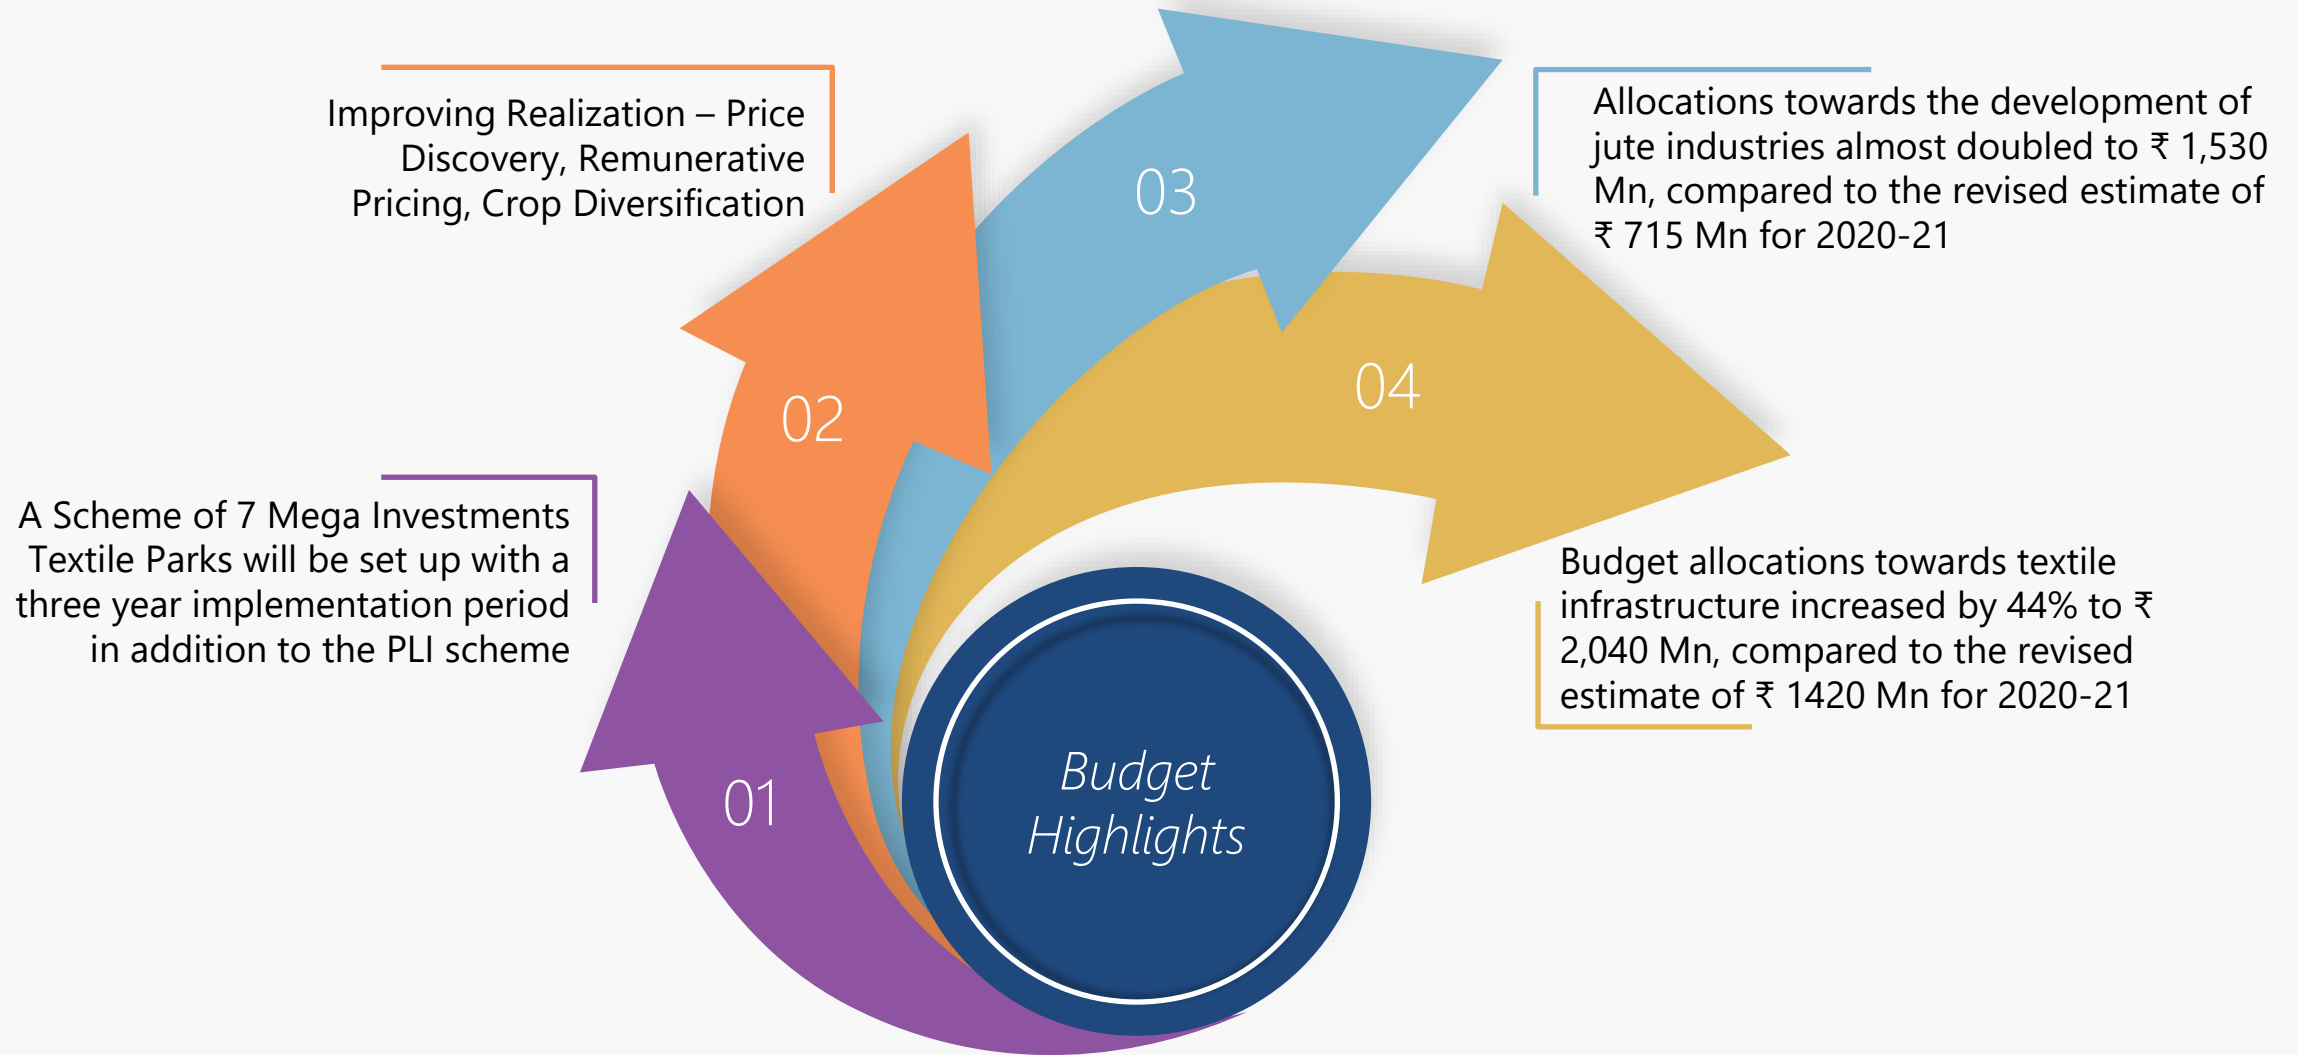 Improving Realization – Price
Discovery, Remunerative
Pricing, Crop Diversification
Allocations towards the development of
jute industries almost doubled to ₹ 1,530
Mn, compared to the revised estimate of
₹ 715 Mn for 2020-21
03
02
04
A Scheme of 7 Mega Investments
Textile Parks will be set up with a
three year implementation period
in addition to the PLI scheme
Budget allocations towards textile
infrastructure increased by 44% to ₹
2,040 Mn, compared to the revised
estimate of ₹ 1420 Mn for 2020-21
01
Budget
Highlights